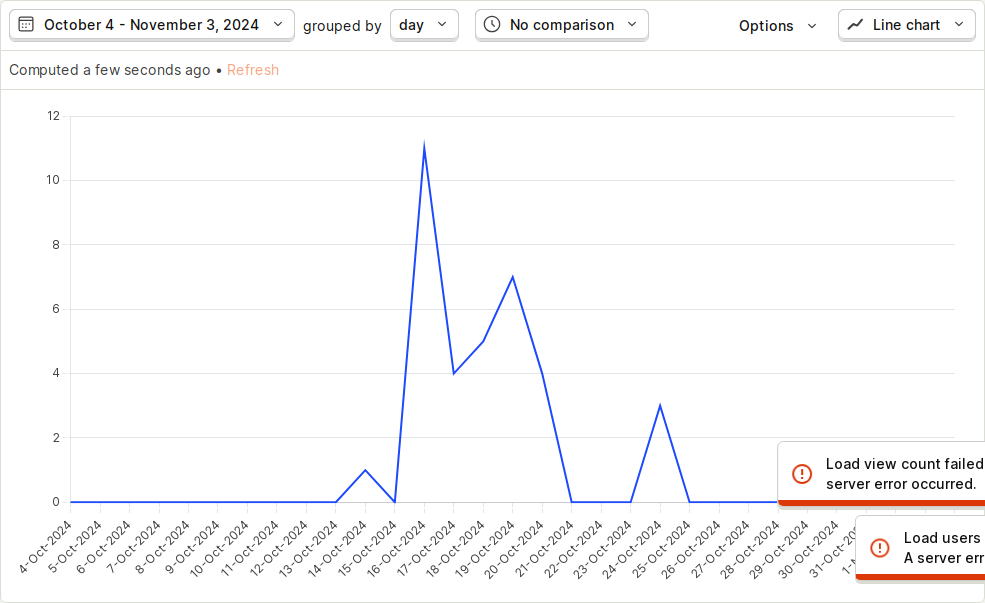 October 4 - November 3, 2024 grouped by day No comparison Options Line chart
Computed a few seconds ago • Refresh
12
10
8
6
4
2
0
Load view count failed
server error occurred.
Load users
A server
4-Oct-2024
5-Oct-2024
6-Oct-2024
7-Oct-2024
8-Oct-2024
9-Oct-2024
10-Oct-2024
11-Oct-2024
12-Oct-2024
13-Oct-2024
14-Oct-2024
15-Oct-2024
16-Oct-2024
17-Oct-2024
18-Oct-2024
19-Oct-2024
20-Oct-2024
21-Oct-2024
22-Oct-2024
23-Oct-2024
24-Oct-2024
25-Oct-2024
26-Oct-2024
27-Oct-2024
28-Oct-2024
29-Oct-2024
30-Oct-2024
31-Oct-20